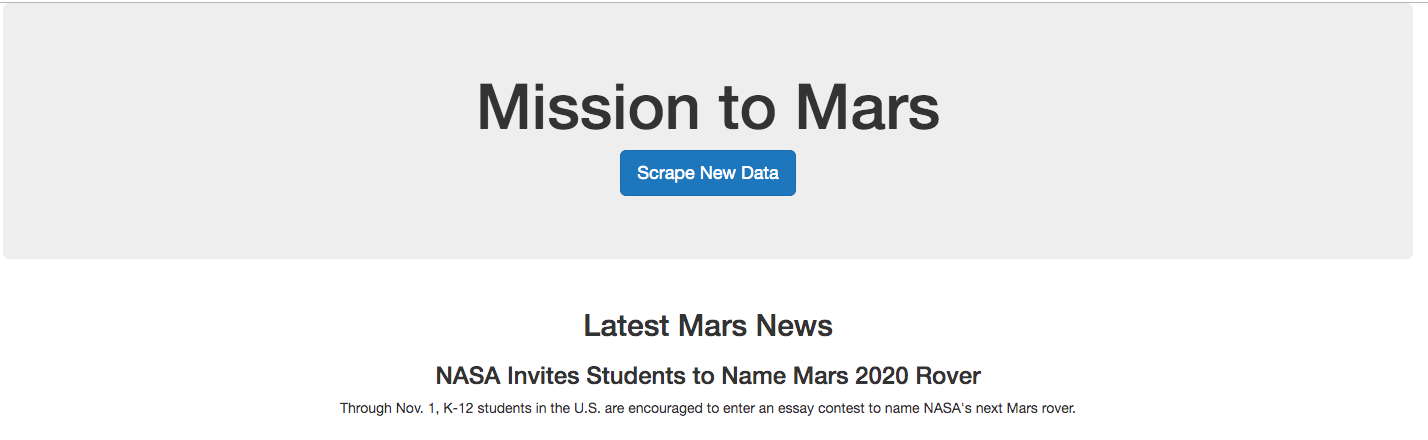 Mission to Mars
Scrape New Data
Latest Mars News
NASA Invites Students to Name Mars 2020 Rover
Through Nov. 1, K-12 students in the U.S. are encouraged to enter an essay contest to name NASA's next Mars rover.